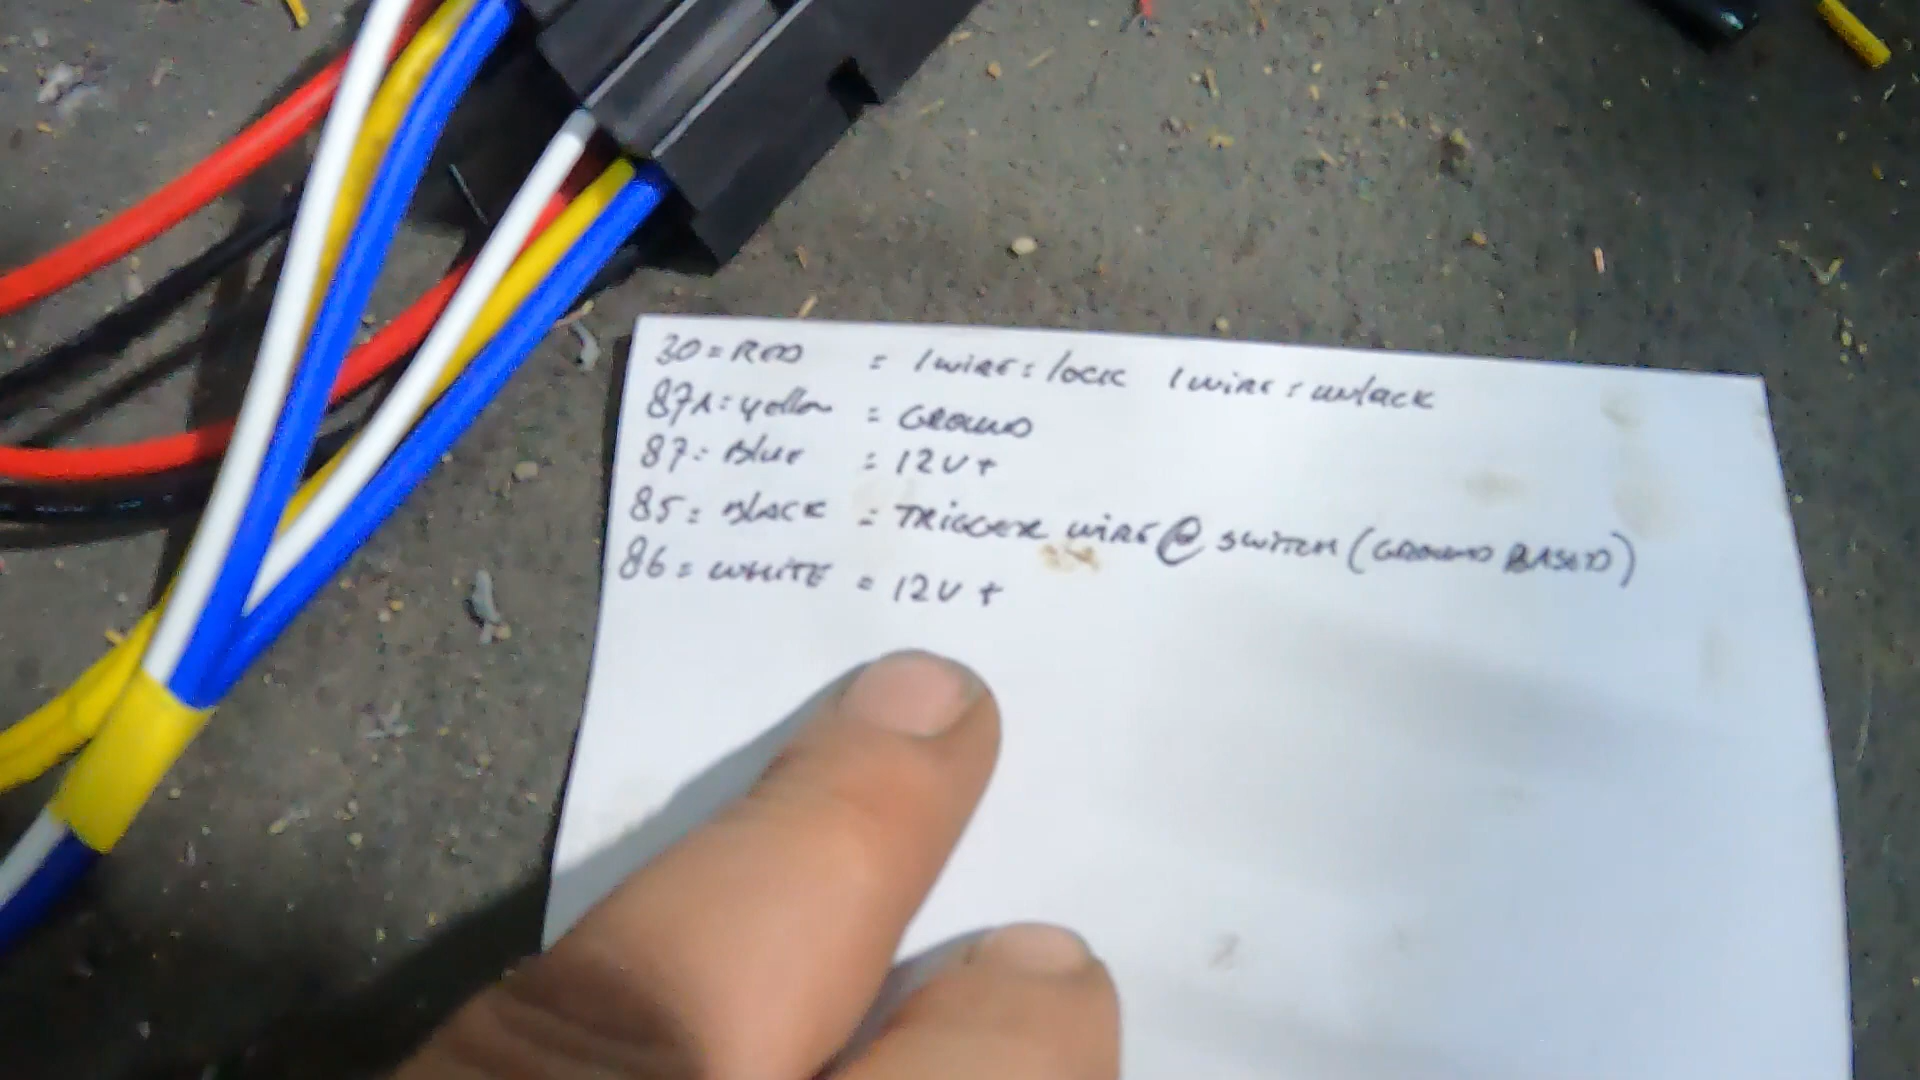 30 = RED = 1 wire = lock 1 wire = unlock
87A = yellow = GROUND
87 = Blue = 12V+
85 = BLACK = TRIGGER WIRE @ SWITCH (GROUND BASED)
86 = WHITE = 12V +